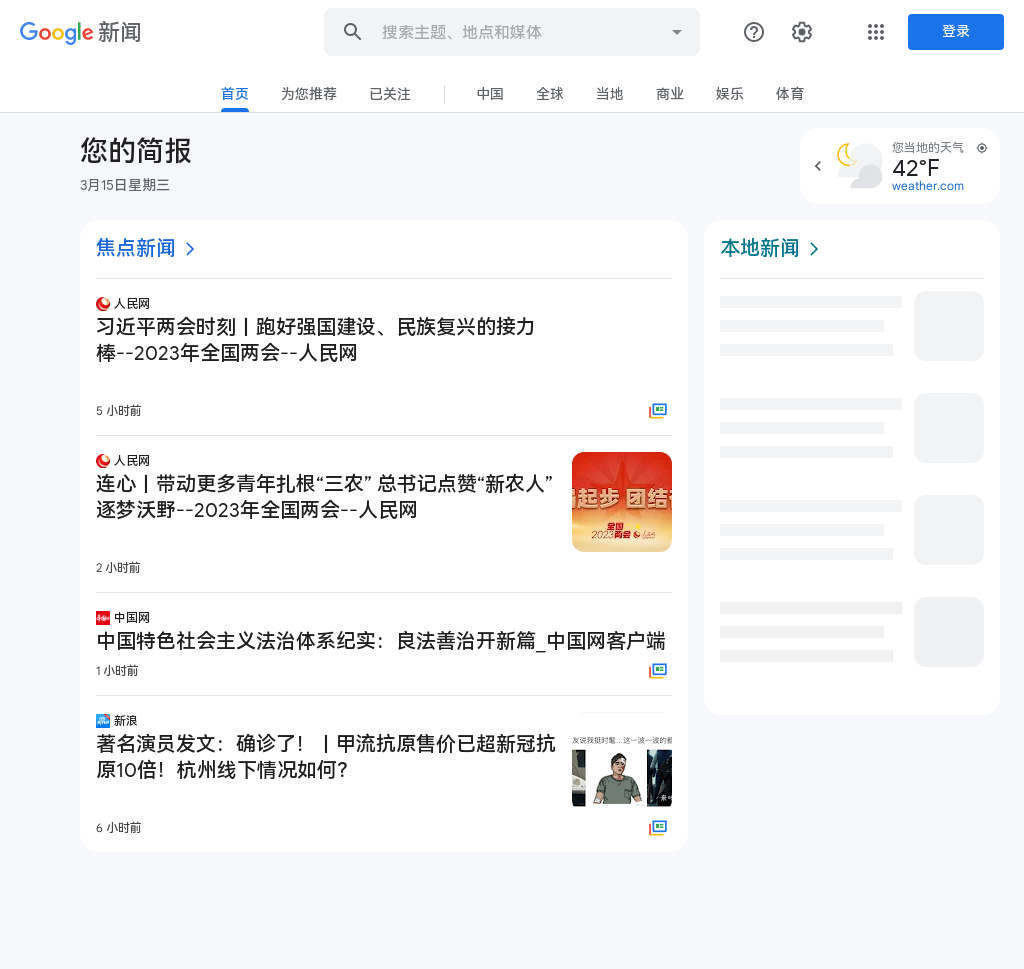 Google 新闻
搜索主题、地点和媒体
登录
首页
为您推荐
已关注
中国
全球
当地
商业
娱乐
体育
您的简报
3月15日星期三
您当地的天气
42°F
weather.com
焦点新闻
人民网
习近平两会时刻丨跑好强国建设、民族复兴的接力
棒--2023年全国两会--人民网
5 小时前
人民网
连心丨带动更多青年扎根“三农” 总书记点赞“新农人”
逐梦沃野--2023年全国两会--人民网
起步 团结
全国
2023两会
2 小时前
中国网
中国特色社会主义法治体系纪实：良法善治开新篇_中国网客户端
1 小时前
新浪
著名演员发文：确诊了！丨甲流抗原售价已超新冠抗
原10倍！杭州线下情况如何？
友说我挺时髦...这一波一波的
6 小时前
本地新闻